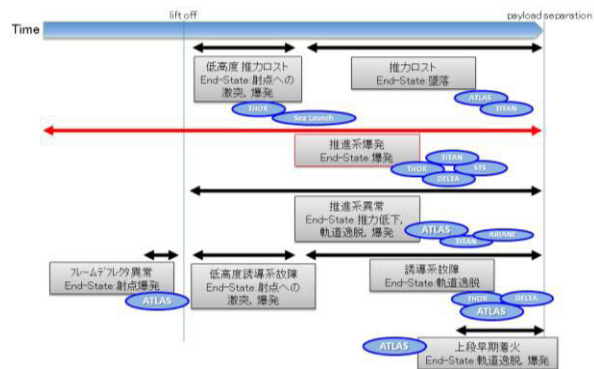 lift off
payload separation
Time
低高度 推力ロスト
End-State:射点への
激突, 爆発
推力ロスト
End-State:墜落
THOR
Sea Launch
ATLAS
TITAN
推進系爆発
End-State:爆発
TITAN
THOR
STS
DELTA
推進系異常
End-State:推力低下,
軌道逸脱, 爆発
ATLAS
TITAN
ARIANE
フレームデフレクタ異常
End-State:射点爆発
ATLAS
低高度誘導系故障
End-State:射点への
激突, 爆発
誘導系故障
End-State:軌道逸脱
THOR
DELTA
ATLAS
ATLAS
上段早期着火
End-State:軌道逸脱, 爆発